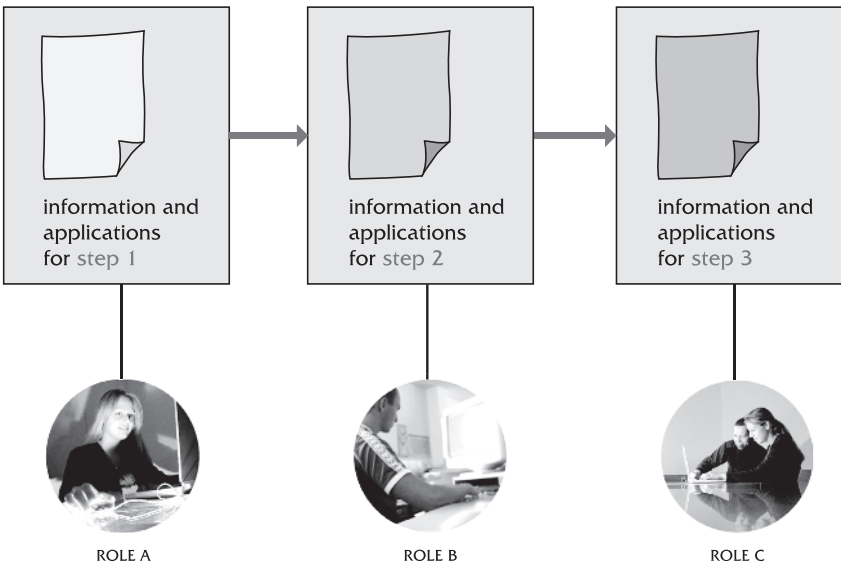 information and
applications
for step 1
information and
applications
for step 2
information and
applications
for step 3
ROLE A
ROLE B
ROLE C